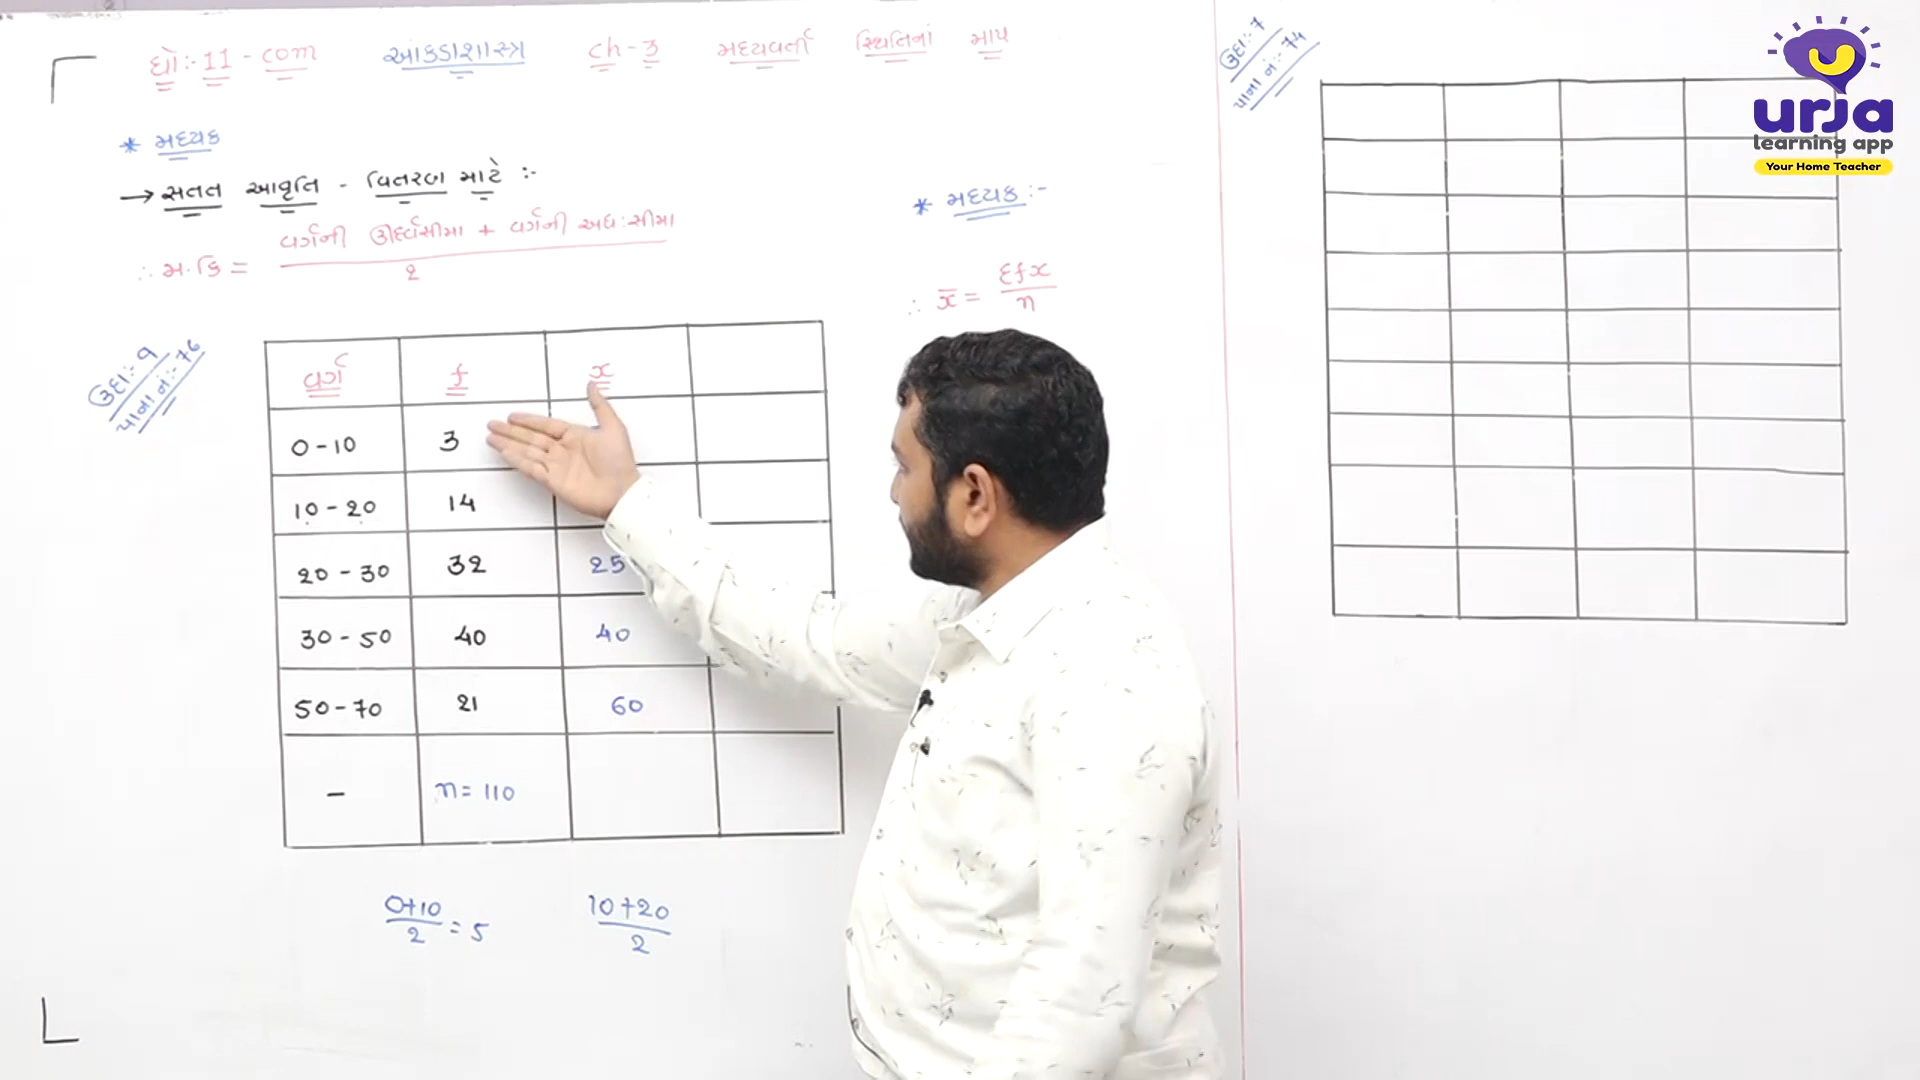 ધો:- 11 - com આંકડાશાસ્ત્ર ch - 3 મધ્યવર્તી સ્થિતિનાં માપ
* મધ્યક
→ સતત આવૃત્તિ - વિતરણ માટે :-
∴ મ.કિં = વર્ગની ઊર્ધ્વસીમા + વર્ગની અધ:સીમા
2
* મધ્યક :-
∴ x̄ = Σfx
n
ઉદા:- 9
પાના નં:- 76
વર્ગ f x
0 - 10 3
10 - 20 14
20 - 30 32 25
30 - 50 40 40
50 - 70 21 60
- n = 110
0+10
2 = 5
10+20
2
ઉદા:- 7
પાના નં:- 74
urja
learning app
Your Home Teacher